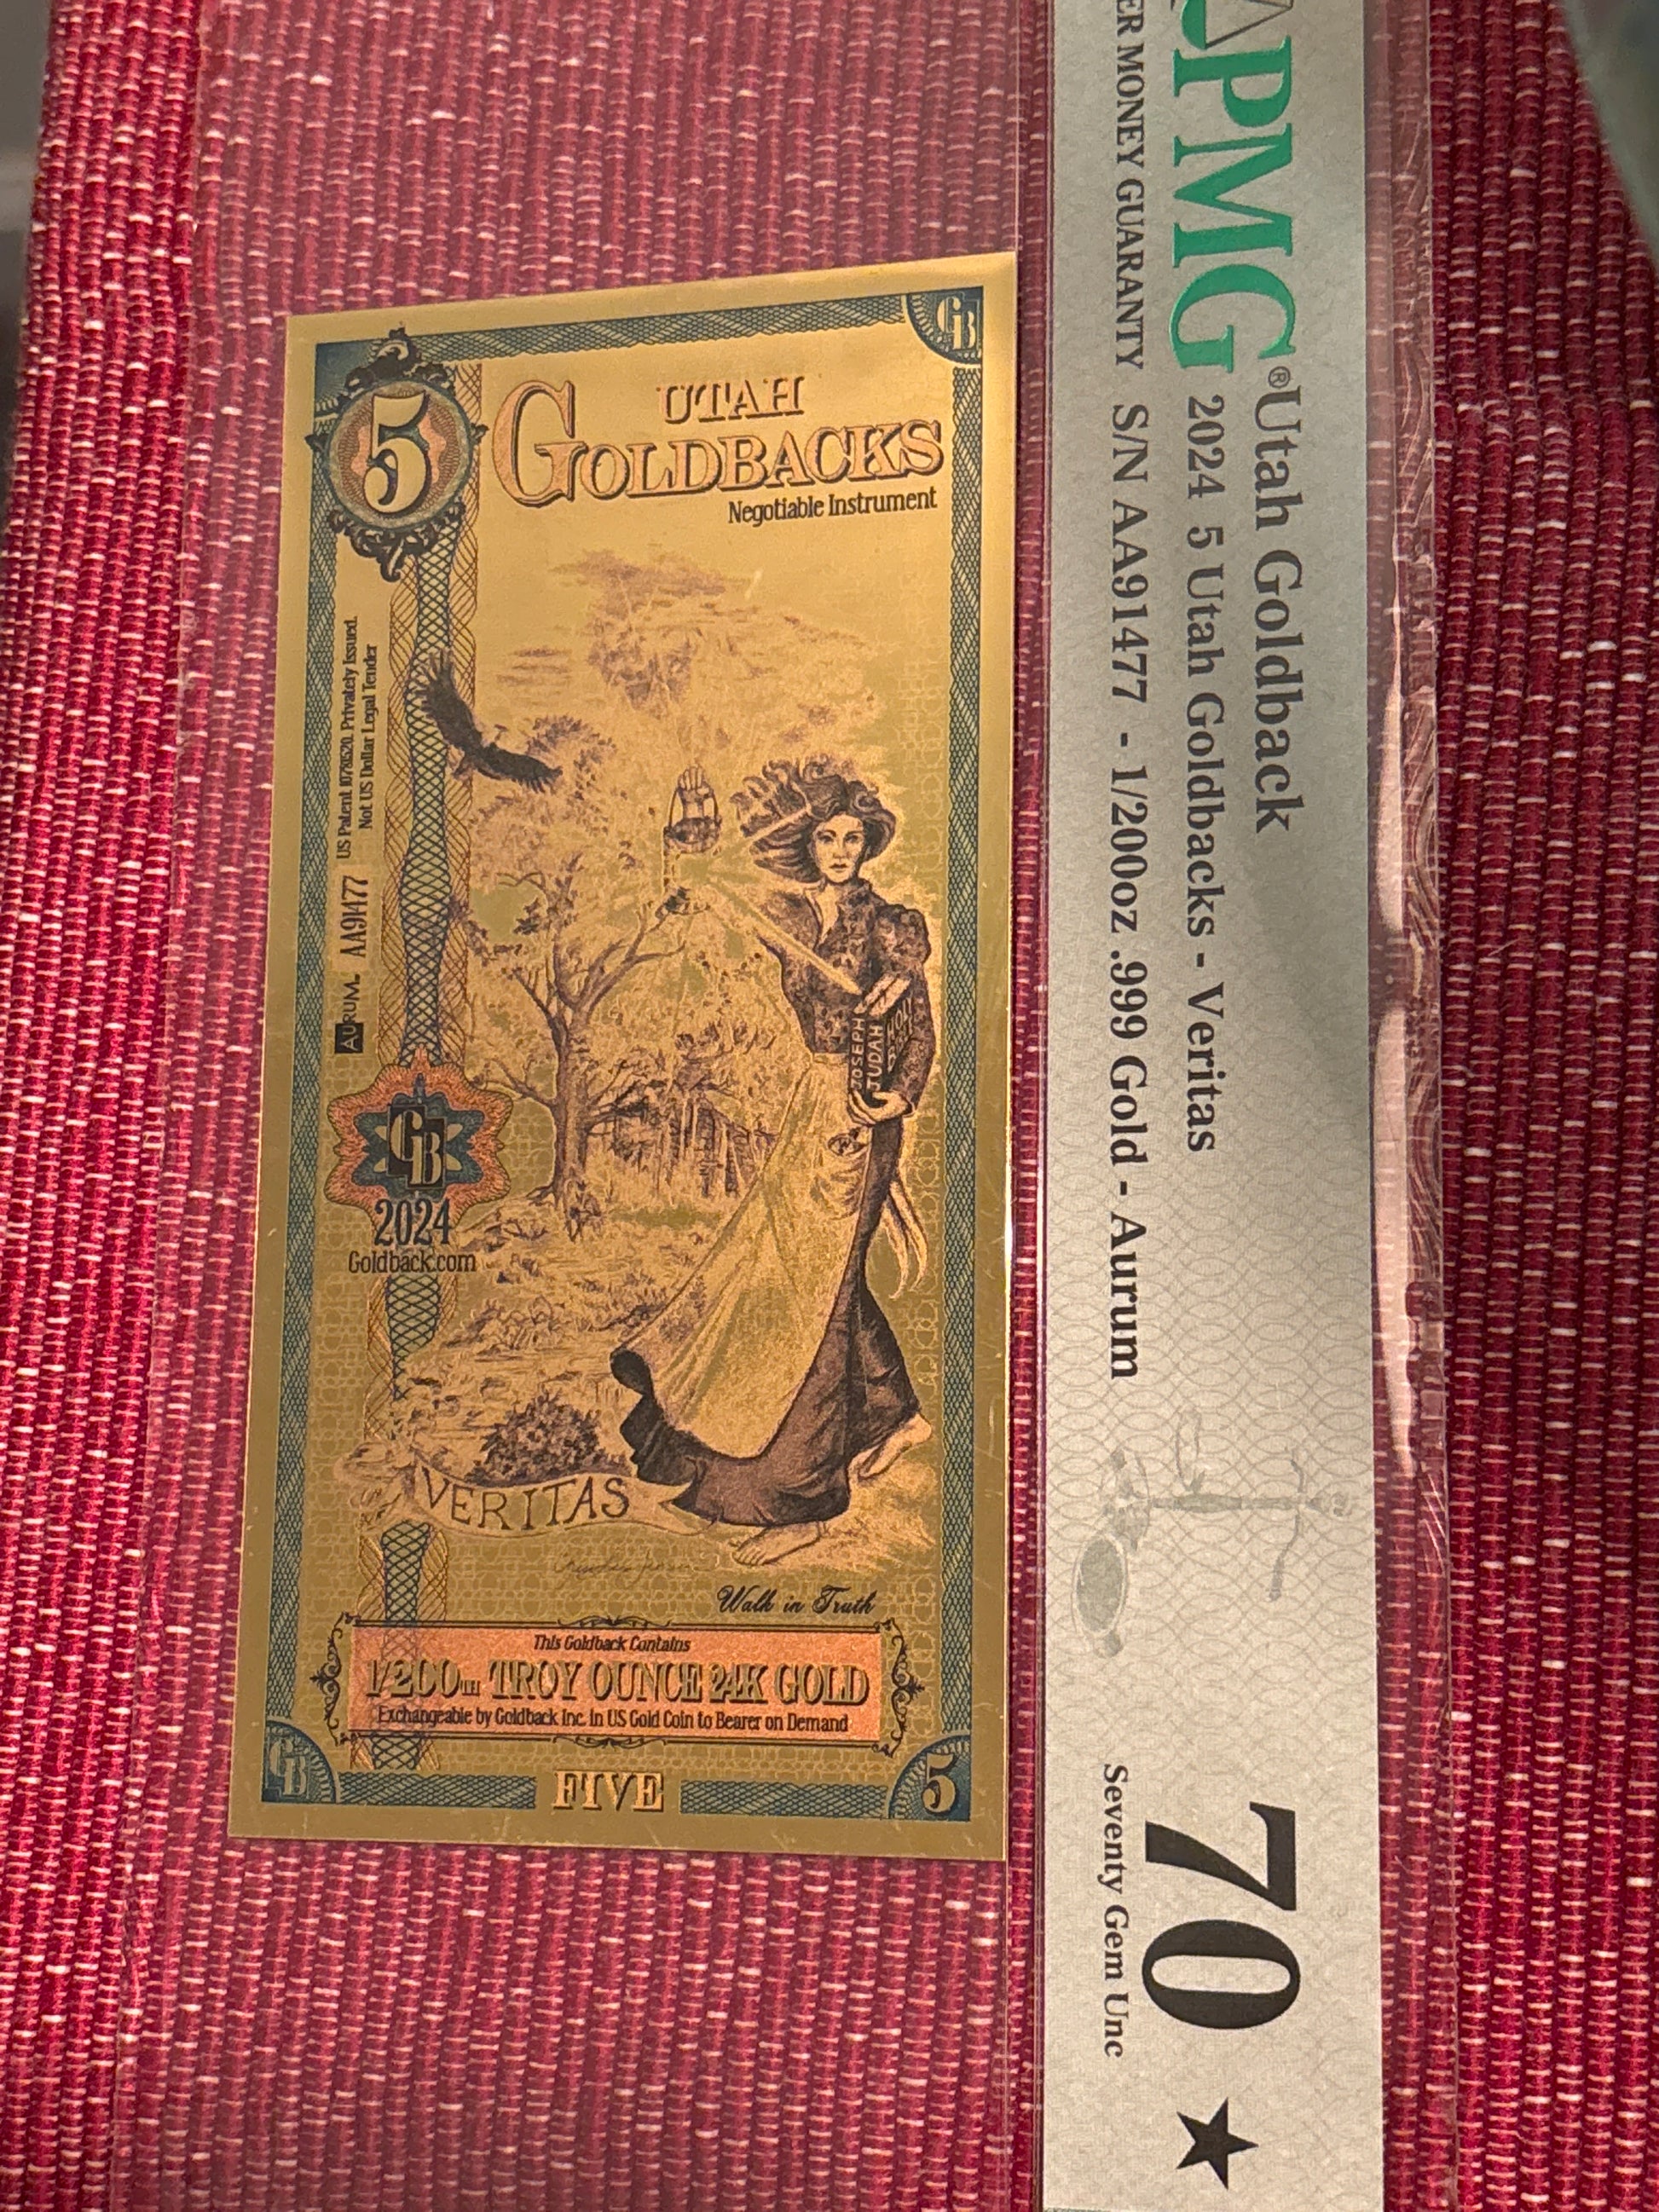 GB
5
UTAH
GOLDBACKS
Negotiable Instrument
US Patent 10786920. Privately Issued.
Not US Dollar Legal Tender
AURUM. AA91477
JOSEPH
JUDAH
HOLY
GB
2024
Goldback.com
VERITAS
Walk in Truth
This Goldback Contains
1/200TH TROY OUNCE 24K GOLD
Exchangeable by Goldback Inc. in US Gold Coin to Bearer on Demand
GB
FIVE
5
PMG®
ER MONEY GUARANTY
Utah Goldback
2024 5 Utah Goldbacks - Veritas
S/N AA91477 - 1/200oz .999 Gold - Aurum
70 ★
Seventy Gem Unc